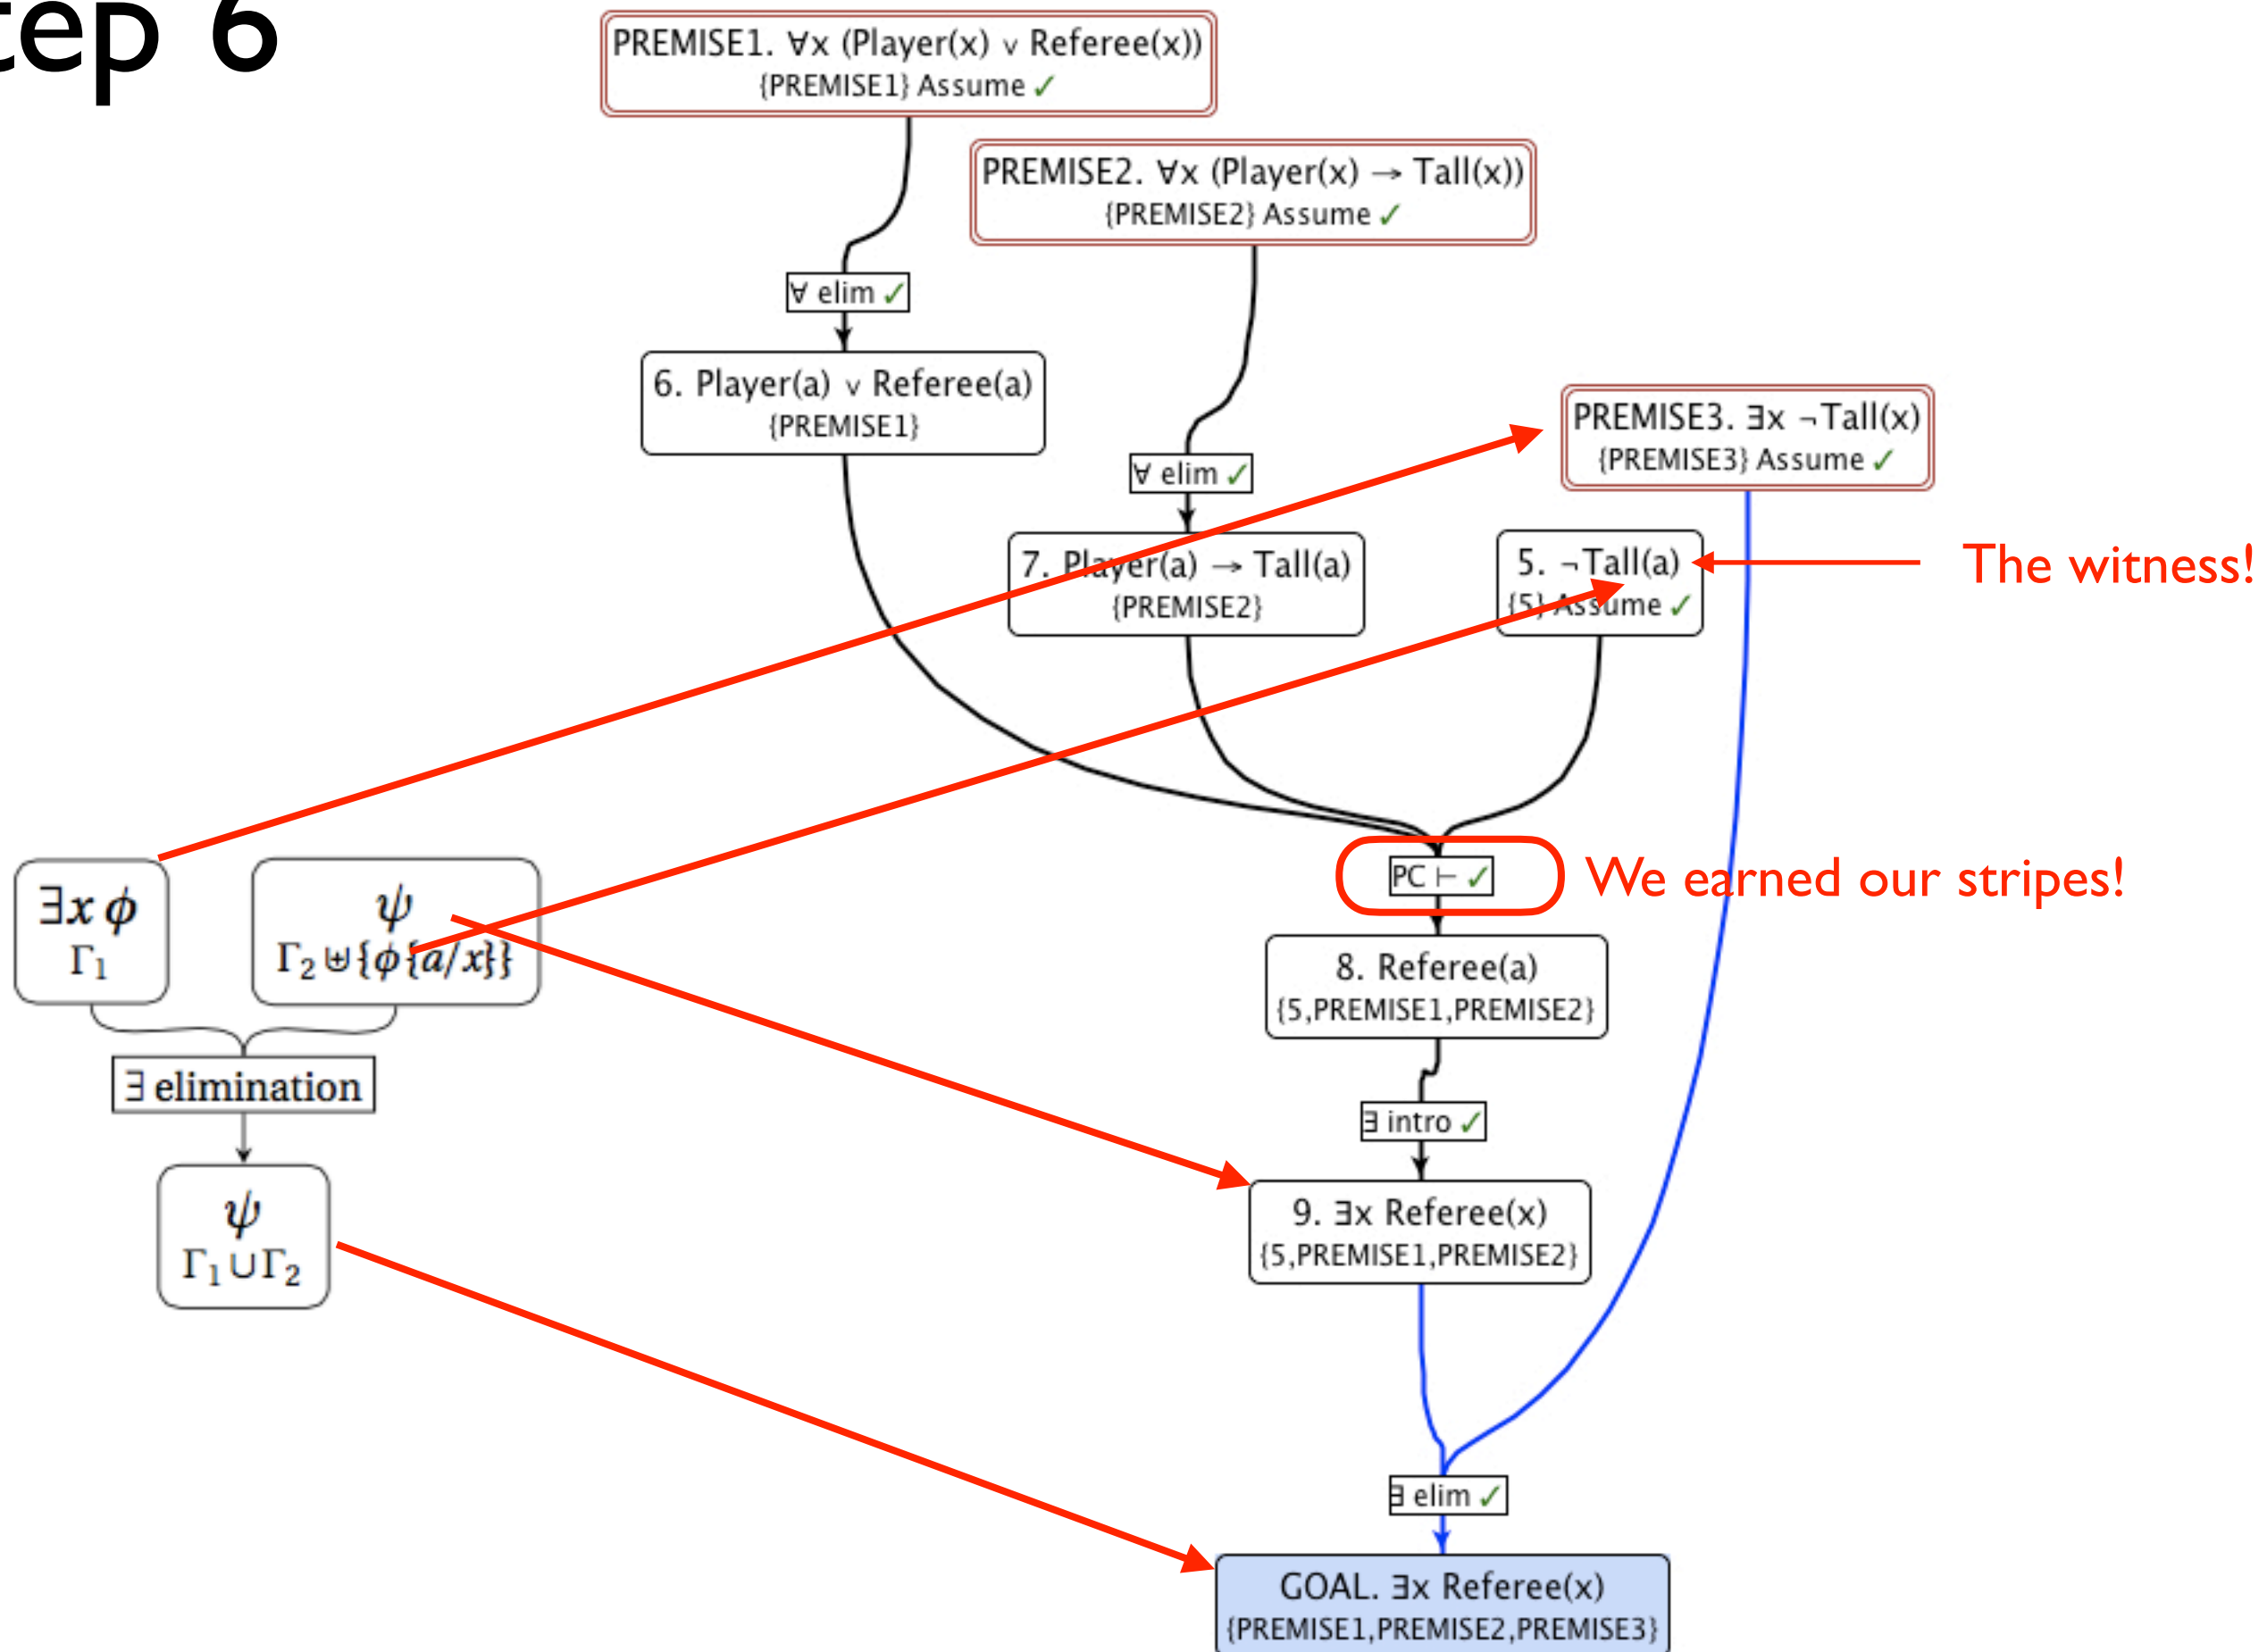 tep 6
PREMISE1. ∀x (Player(x) ∨ Referee(x))
{PREMISE1} Assume ✓
PREMISE2. ∀x (Player(x) → Tall(x))
{PREMISE2} Assume ✓
∀ elim ✓
6. Player(a) ∨ Referee(a)
{PREMISE1}
PREMISE3. ∃x ¬Tall(x)
{PREMISE3} Assume ✓
∀ elim ✓
7. Player(a) → Tall(a)
{PREMISE2}
5. ¬Tall(a)
{5} Assume ✓
The witness!
PC ⊢ ✓
We earned our stripes!
∃x ϕ
Γ₁
ψ
Γ₂ ⊎ {ϕ{a/x}}
8. Referee(a)
{5,PREMISE1,PREMISE2}
∃ elimination
∃ intro ✓
ψ
Γ₁ ∪ Γ₂
9. ∃x Referee(x)
{5,PREMISE1,PREMISE2}
∃ elim ✓
GOAL. ∃x Referee(x)
{PREMISE1,PREMISE2,PREMISE3}